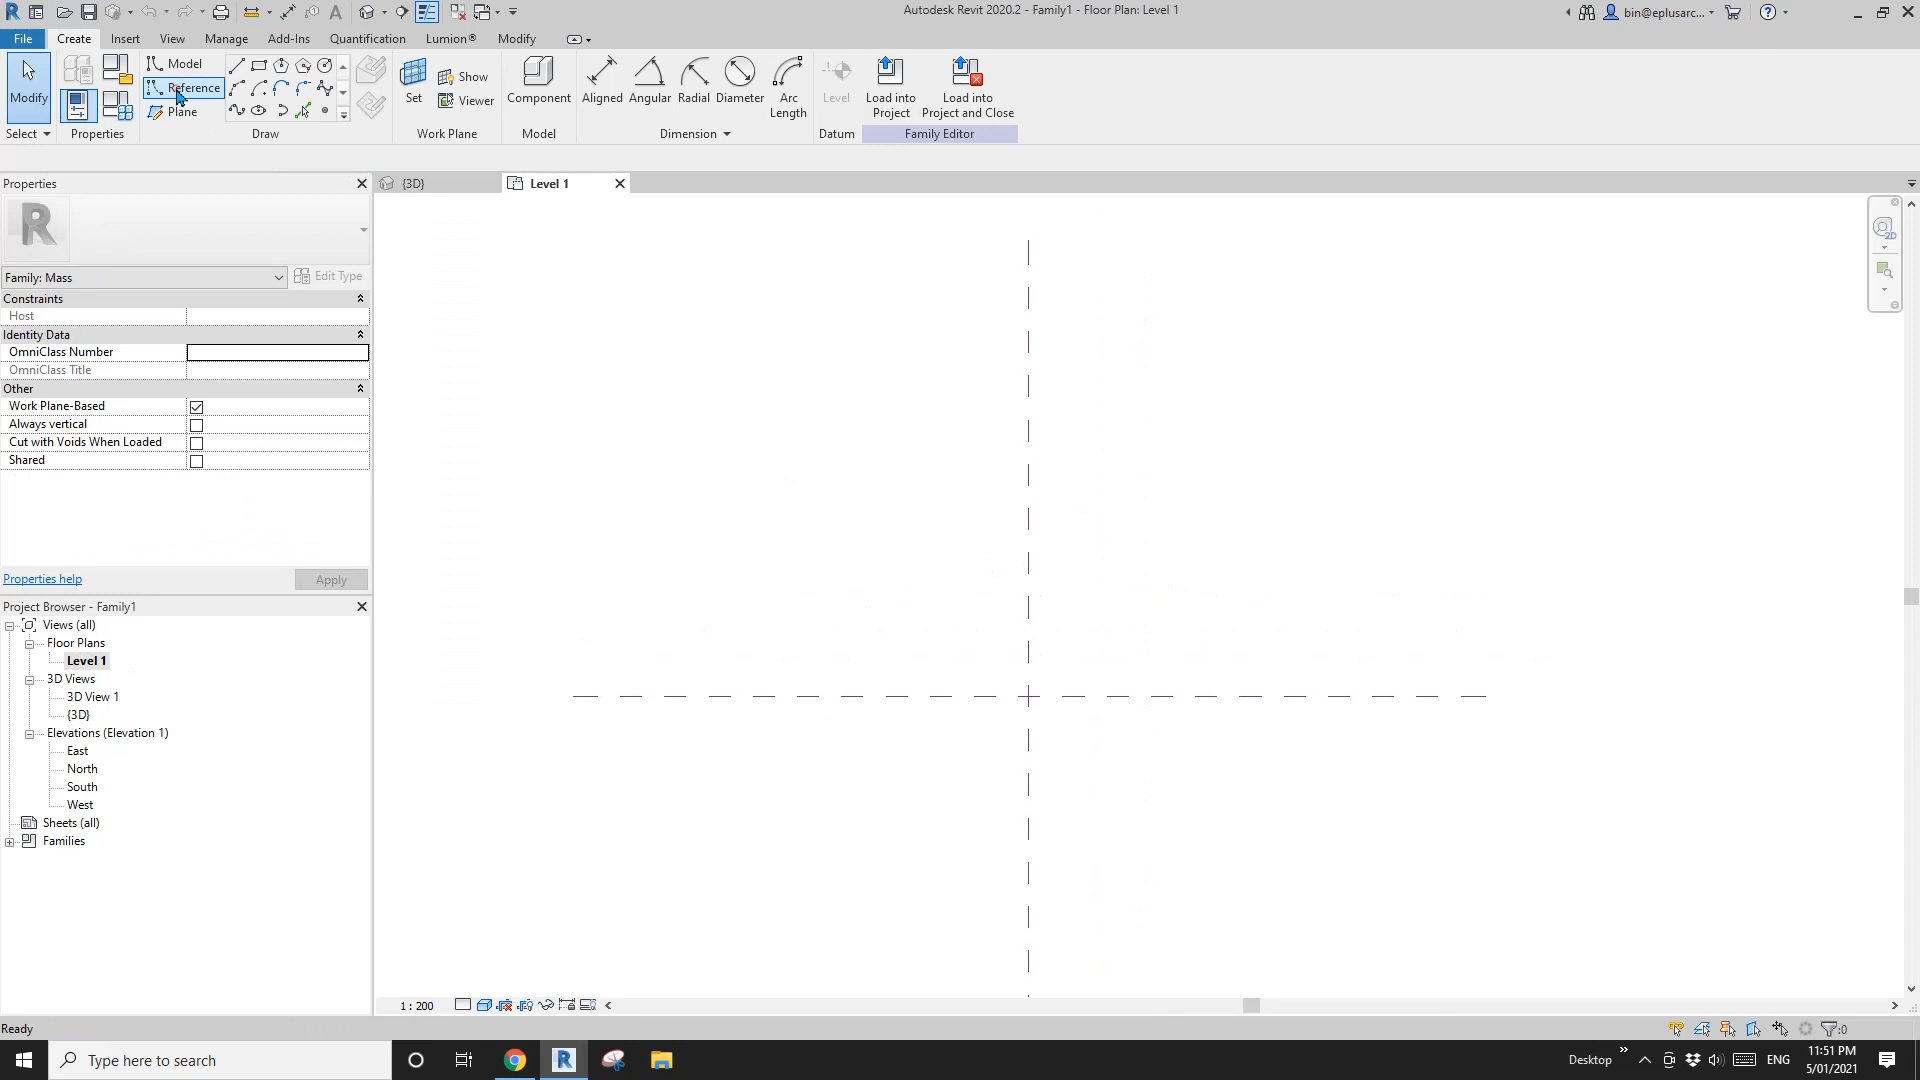 Autodesk Revit 2020.2 - Family1 - Floor Plan: Level 1
bin@eplusarc...
File
Create
Insert
View
Manage
Add-Ins
Quantification
Lumion®
Modify
Modify
Select
Properties
Model
Reference
Plane
Draw
Set
Show
Viewer
Work Plane
Component
Model
Aligned
Angular
Radial
Diameter
Arc
Length
Dimension
Level
Datum
Load into
Project
Load into
Project and Close
Family Editor
Properties
{3D}
Level 1
2D
Family: Mass
Edit Type
Constraints
Host
Identity Data
OmniClass Number
OmniClass Title
Other
Work Plane-Based
Always vertical
Cut with Voids When Loaded
Shared
Properties help
Apply
Project Browser - Family1
Views (all)
Floor Plans
Level 1
3D Views
3D View 1
{3D}
Elevations (Elevation 1)
East
North
South
West
Sheets (all)
Families
1 : 200
Ready
:0
Type here to search
Desktop
ENG
11:51 PM
5/01/2021